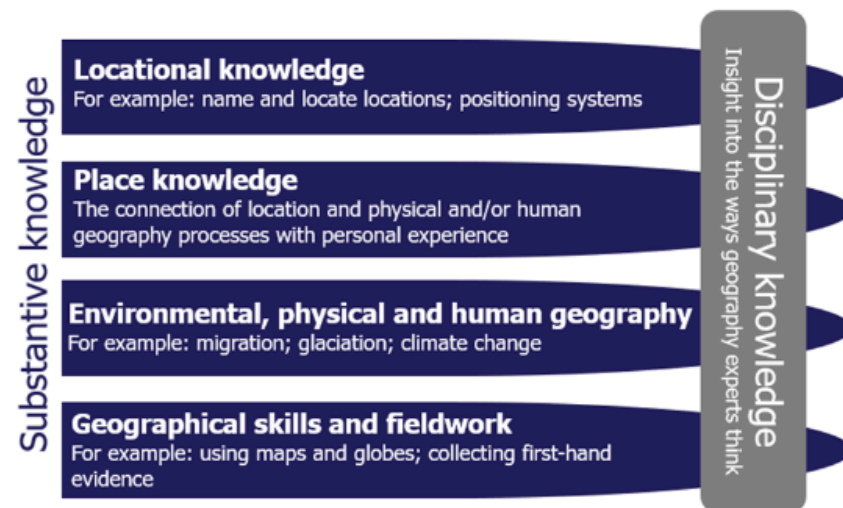 Substantive knowledge
Locational knowledge
For example: name and locate locations; positioning systems
Place knowledge
The connection of location and physical and/or human
geography processes with personal experience
Environmental, physical and human geography
For example: migration; glaciation; climate change
Geographical skills and fieldwork
For example: using maps and globes; collecting first-hand
evidence
Disciplinary knowledge
Insight into the ways geography experts think